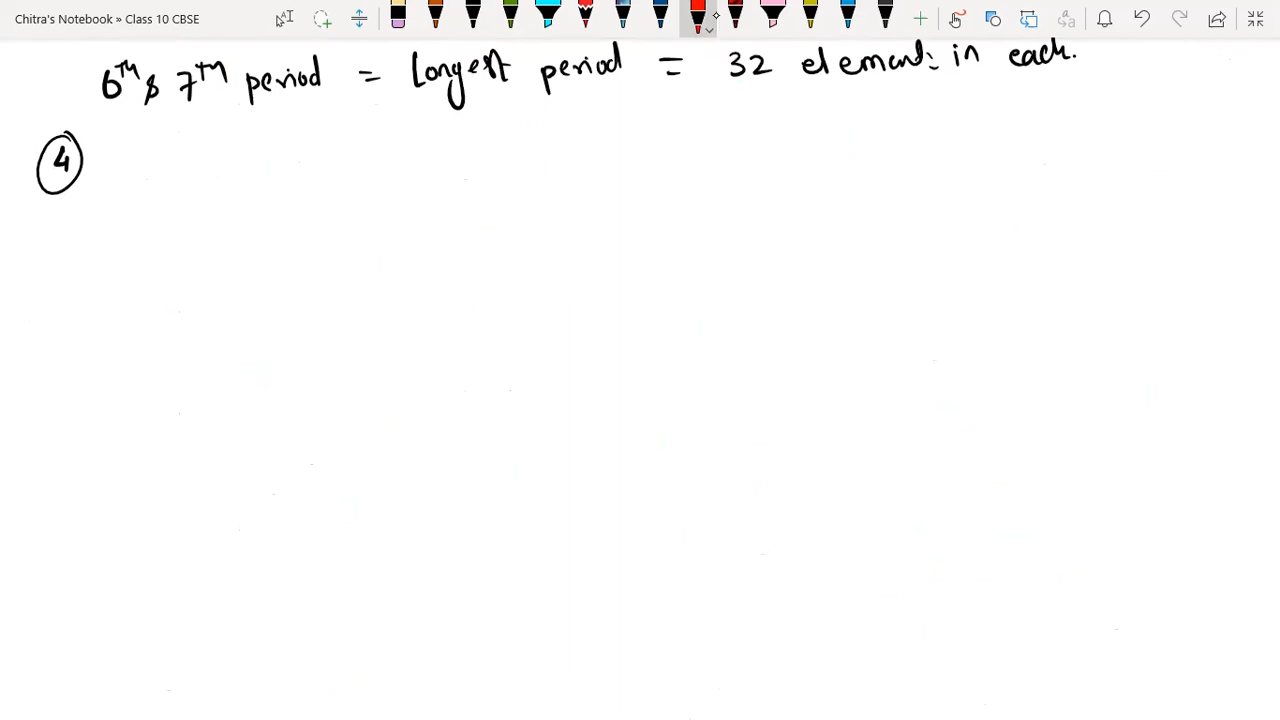 Chitra's Notebook » Class 10 CBSE
6th & 7th period = Longest period = 32 elements in each.
4